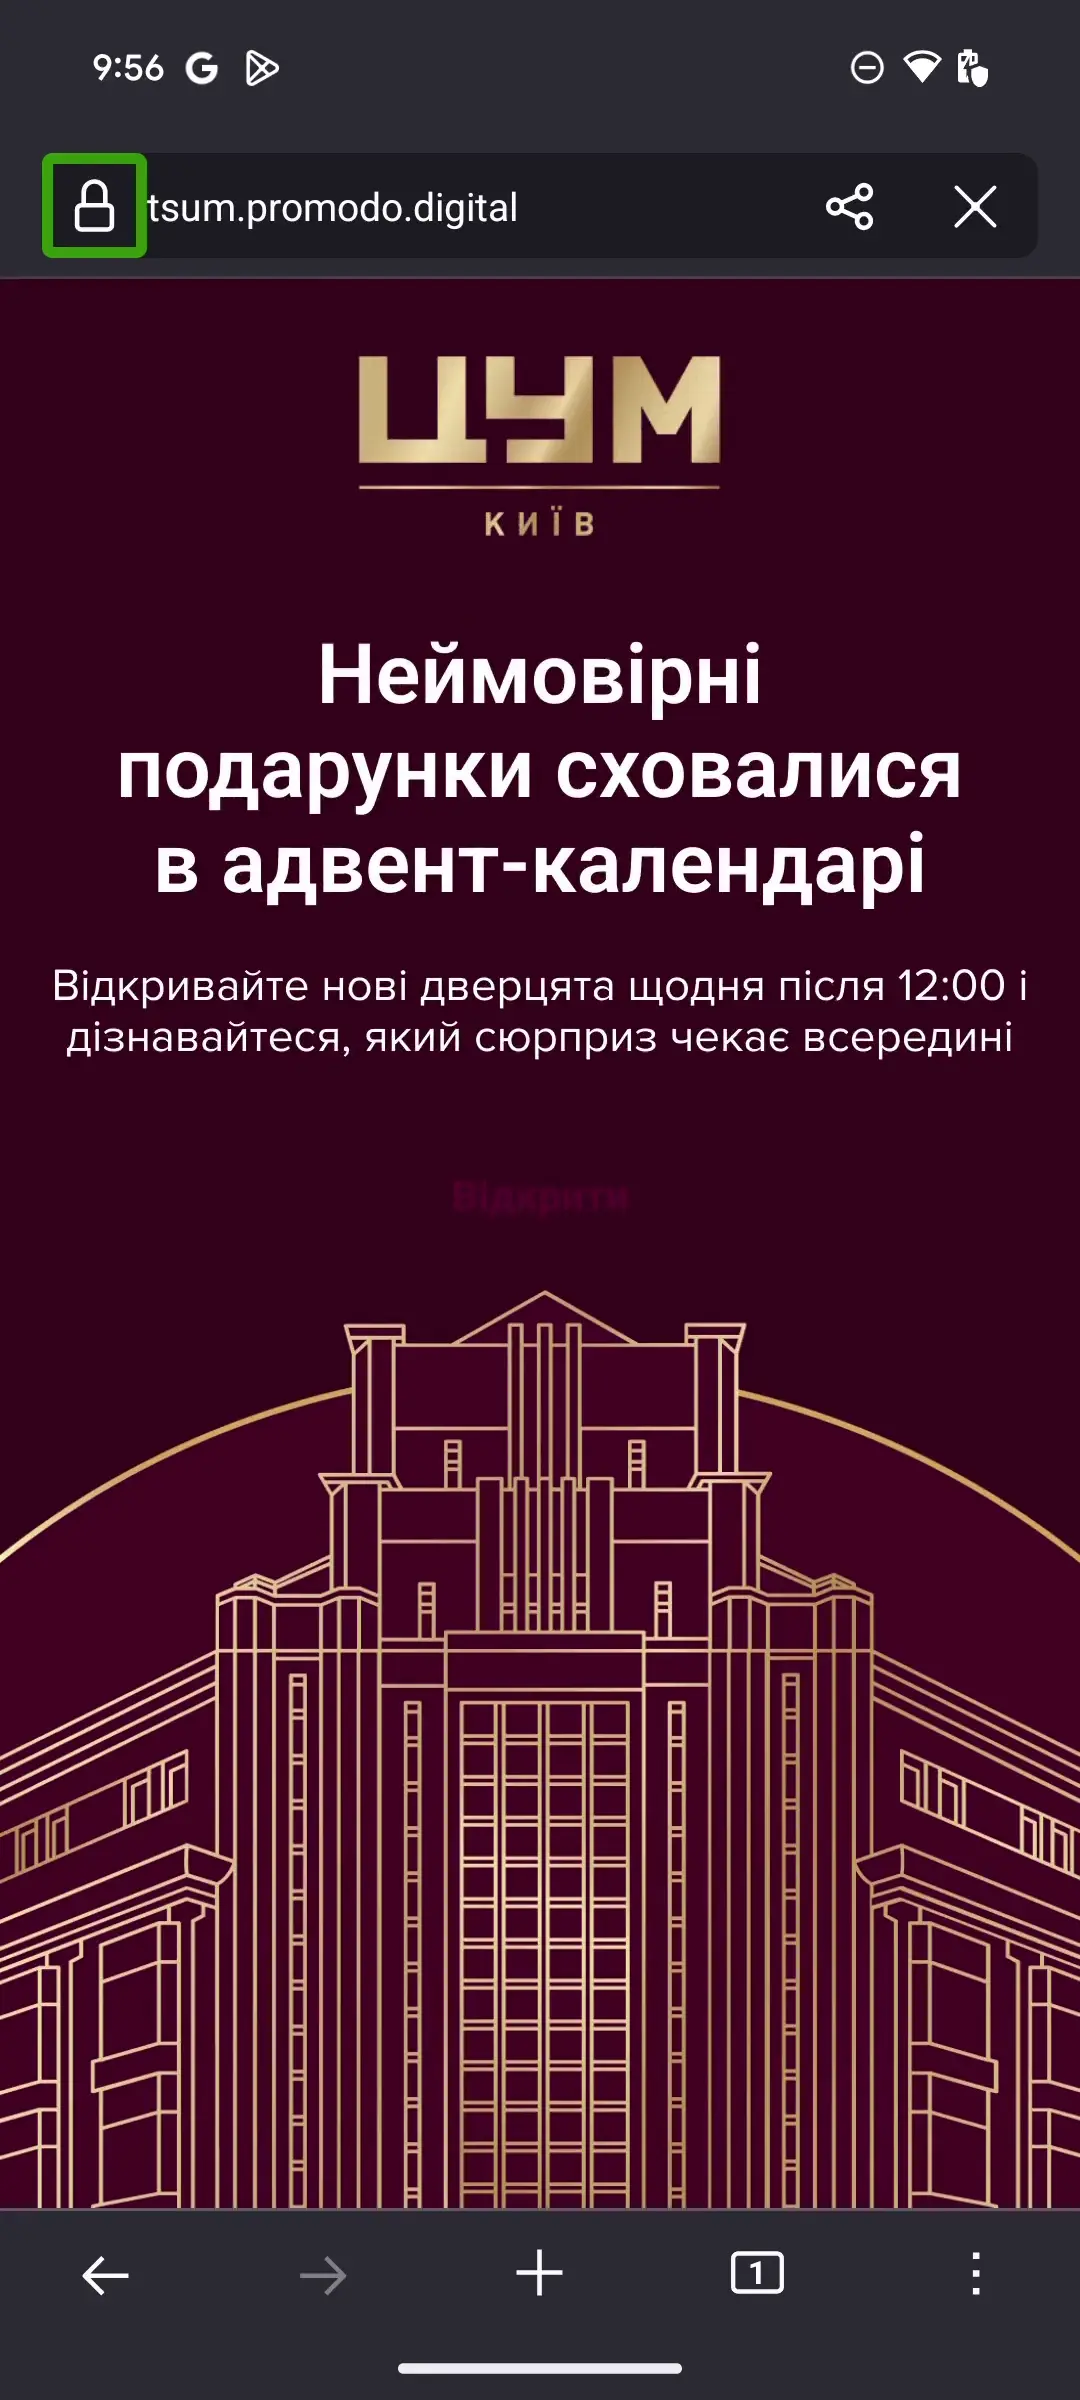 9:56
tsum.promodo.digital
ЦУМ
КИЇВ
Неймовірні
подарунки сховалися
в адвент-календарі
Відкривайте нові дверцята щодня після 12:00 і
дізнавайтеся, який сюрприз чекає всередині
Відкрити
1